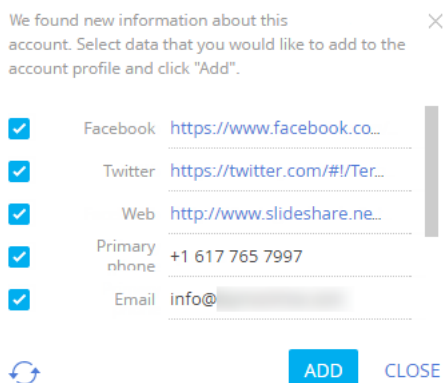 We found new information about this
account. Select data that you would like to add to the
account profile and click "Add".
Facebook https://www.facebook.co...
Twitter https://twitter.com/#!/Ter...
Web http://www.slideshare.ne...
Primary
phone +1 617 765 7997
Email info@
ADD CLOSE